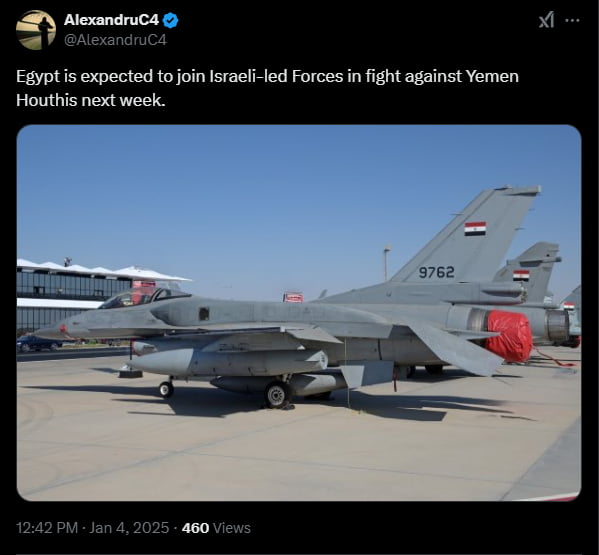 AlexandruC4
@AlexandruC4
Egypt is expected to join Israeli-led Forces in fight against Yemen
Houthis next week.
9762
12:42 PM · Jan 4, 2025 · 460 Views